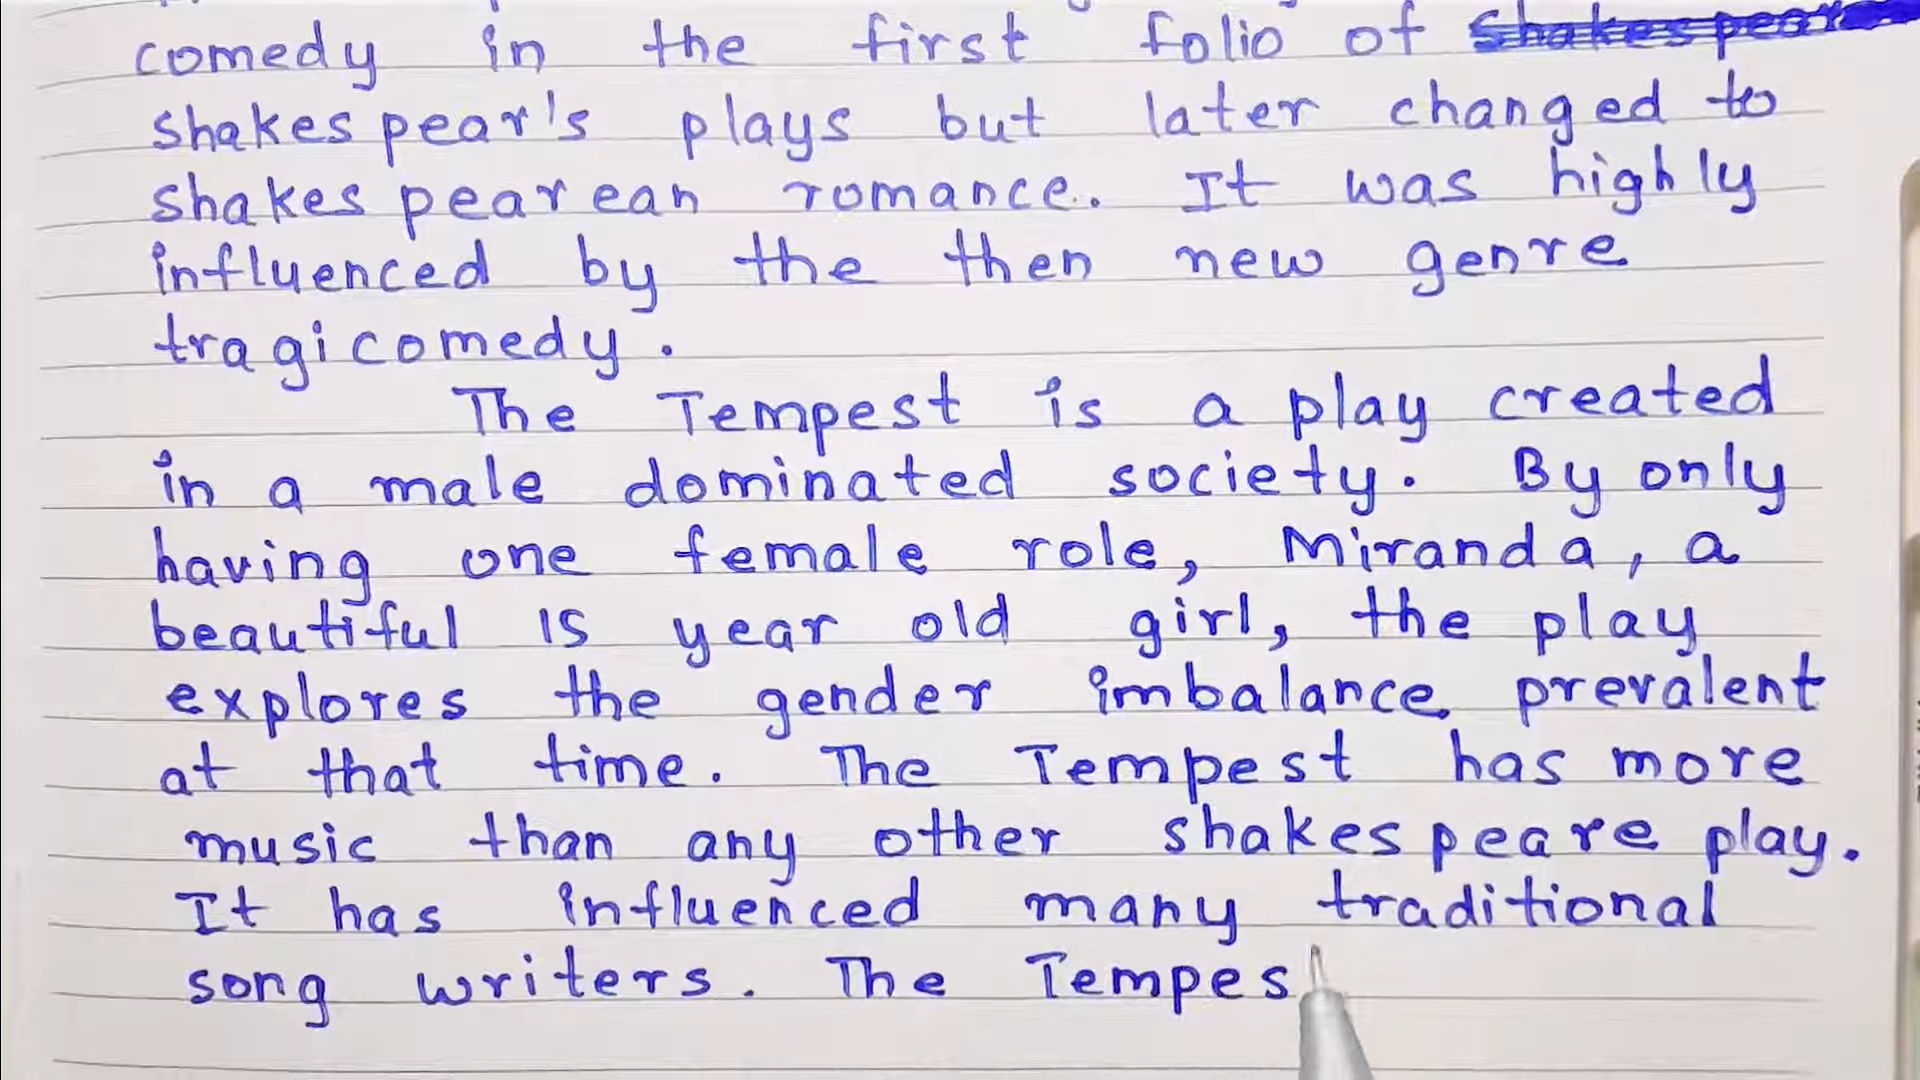 comedy in the first folio of Shakespear
shakespear's plays but later changed to
shakespearean romance. It was highly
influenced by the then new genre
tragicomedy.
The Tempest is a play created
in a male dominated society. By only
having one female role, Miranda, a
beautiful 15 year old girl, the play
explores the gender imbalance prevalent
at that time. The Tempest has more
music than any other shakespeare play.
It has influenced many traditional
song writers. The Tempes